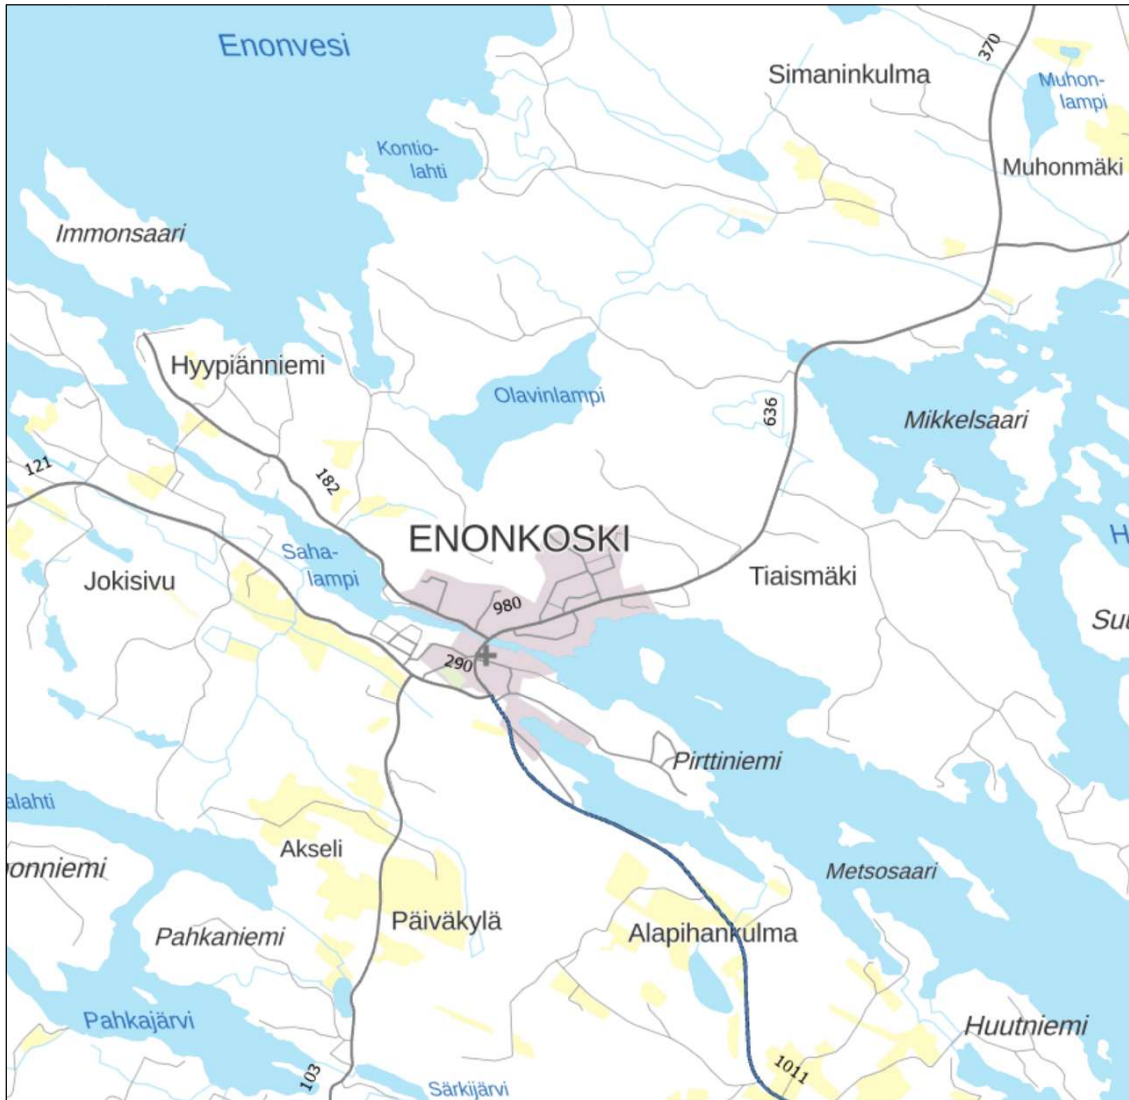 Enonvesi
370
Simaninkulma
Muhon-
lampi
Kontio-
lahti
Muhonmäki
Immonsaari
Hyypiänniemi
Olavinlampi
636
Mikkelsaari
121
182
ENONKOSKI
H
Saha-
lampi
Jokisivu
Tiaismäki
980
Suu
290
Pirttiniemi
alahti
Akseli
onniemi
Metsosaari
Päiväkylä
Alapihankulma
Pahkaniemi
Pahkajärvi
Huutniemi
1011
103
Särkijärvi